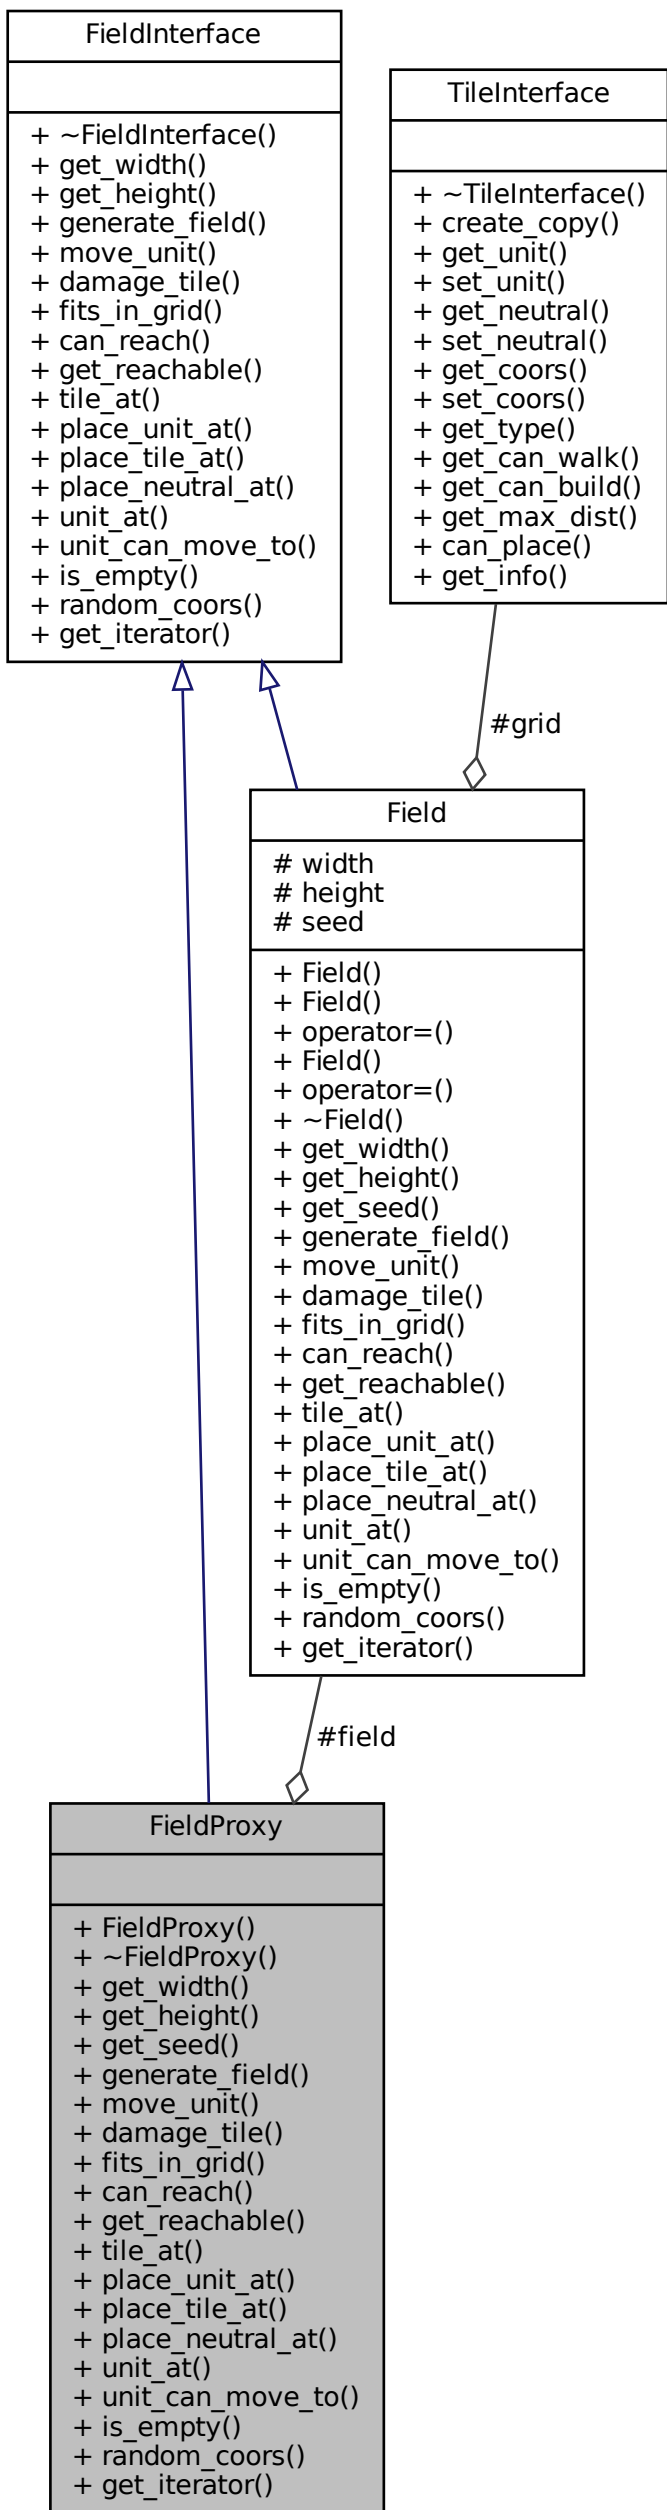 FieldInterface
+ ~FieldInterface()
+ get_width()
+ get_height()
+ generate_field()
+ move_unit()
+ damage_tile()
+ fits_in_grid()
+ can_reach()
+ get_reachable()
+ tile_at()
+ place_unit_at()
+ place_tile_at()
+ place_neutral_at()
+ unit_at()
+ unit_can_move_to()
+ is_empty()
+ random_coors()
+ get_iterator()
TileInterface
+ ~TileInterface()
+ create_copy()
+ get_unit()
+ set_unit()
+ get_neutral()
+ set_neutral()
+ get_coors()
+ set_coors()
+ get_type()
+ get_can_walk()
+ get_can_build()
+ get_max_dist()
+ can_place()
+ get_info()
#grid
Field
# width
# height
# seed
+ Field()
+ Field()
+ operator=()
+ Field()
+ operator=()
+ ~Field()
+ get_width()
+ get_height()
+ get_seed()
+ generate_field()
+ move_unit()
+ damage_tile()
+ fits_in_grid()
+ can_reach()
+ get_reachable()
+ tile_at()
+ place_unit_at()
+ place_tile_at()
+ place_neutral_at()
+ unit_at()
+ unit_can_move_to()
+ is_empty()
+ random_coors()
+ get_iterator()
#field
FieldProxy
+ FieldProxy()
+ ~FieldProxy()
+ get_width()
+ get_height()
+ get_seed()
+ generate_field()
+ move_unit()
+ damage_tile()
+ fits_in_grid()
+ can_reach()
+ get_reachable()
+ tile_at()
+ place_unit_at()
+ place_tile_at()
+ place_neutral_at()
+ unit_at()
+ unit_can_move_to()
+ is_empty()
+ random_coors()
+ get_iterator()